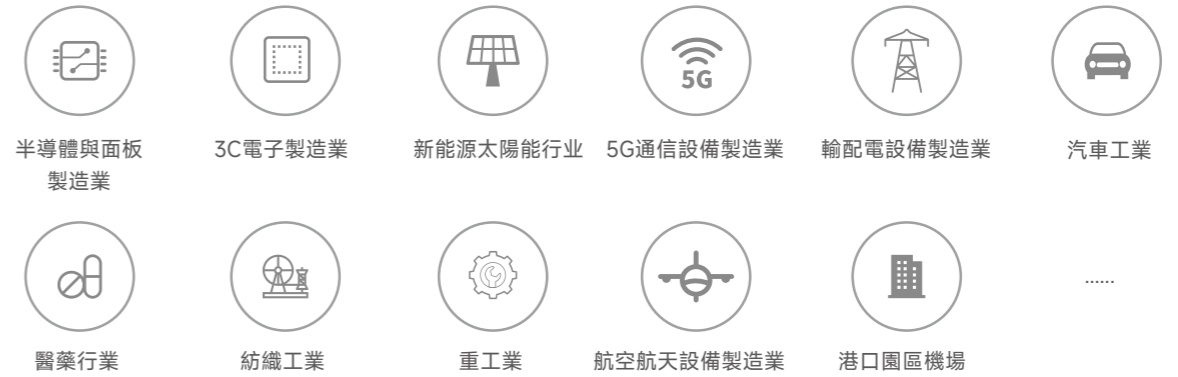 5G
半導體與面板
製造業
3C電子製造業
新能源太陽能行业
5G通信設備製造業
輸配電設備製造業
汽車工業
醫藥行業
紡織工業
重工業
航空航天設備製造業
港口園區機場
......